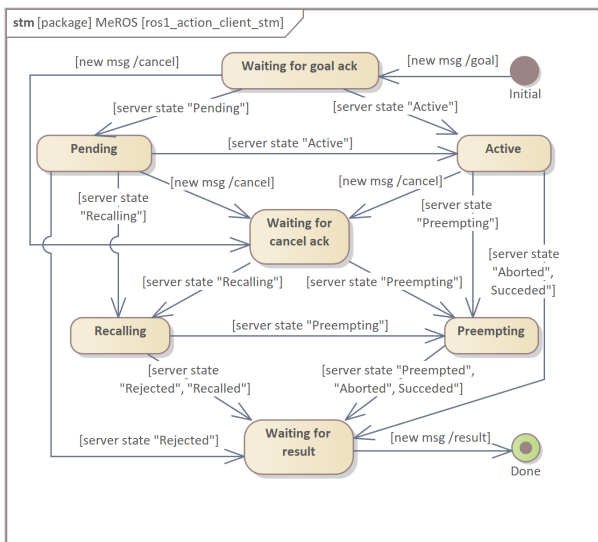 stm [package] MeROS [ros1_action_client_stm]
[new msg /cancel]
Waiting for goal ack
[new msg /goal]
Initial
[server state "Pending"]
[server state "Active"]
Pending
[server state "Active"]
Active
[server state
"Recalling"]
[new msg /cancel]
[new msg /cancel]
[server state
"Preempting"]
Waiting for
cancel ack
[server state
"Aborted",
Succeded"]
[server state "Recalling"]
[server state "Preempting"]
Recalling
[server state "Preempting"]
Preempting
[server state
"Rejected", "Recalled"]
[server state "Prempted",
"Aborted", Succeded"]
Waiting for
result
[server state "Rejected"]
[new msg /result]
Done